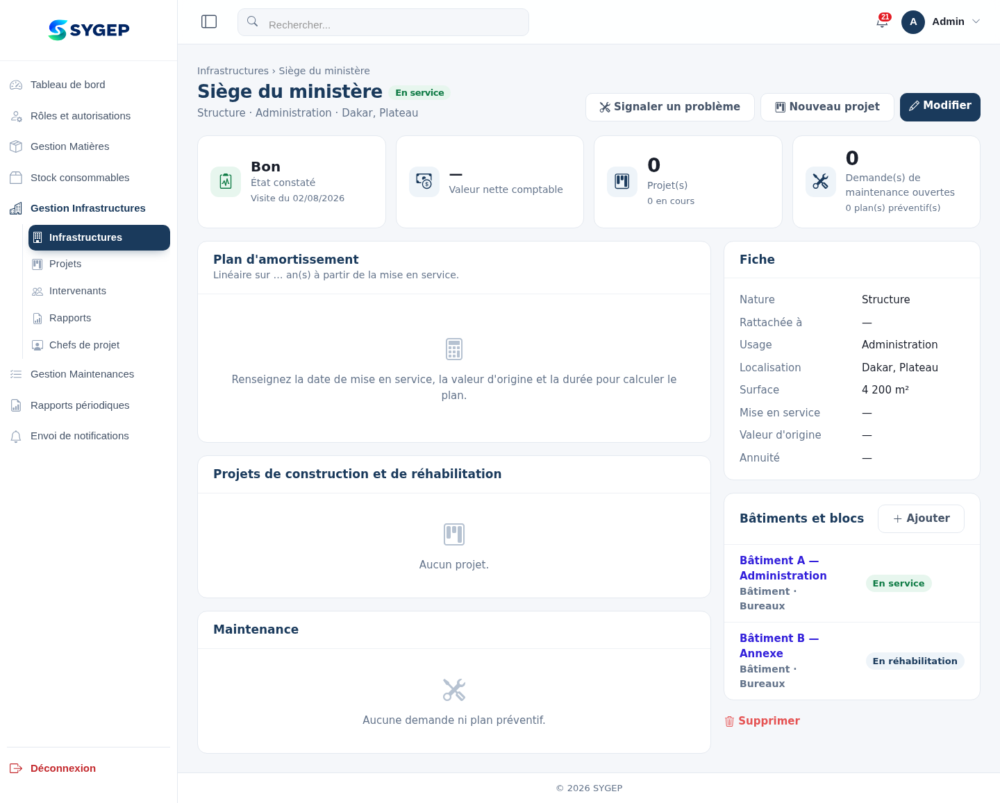 SYGEP
Rechercher...
21
A
Admin
Tableau de bord
Rôles et autorisations
Gestion Matières
Stock consommables
Gestion Infrastructures
Infrastructures
Projets
Intervenants
Rapports
Chefs de projet
Gestion Maintenances
Rapports périodiques
Envoi de notifications
Déconnexion
Infrastructures › Siège du ministère
Siège du ministère En service
Structure · Administration · Dakar, Plateau
Signaler un problème
Nouveau projet
Modifier
Bon
État constaté
Visite du 02/08/2026
—
Valeur nette comptable
0
Projet(s)
0 en cours
0
Demande(s) de
maintenance ouvertes
0 plan(s) préventif(s)
Plan d'amortissement
Linéaire sur … an(s) à partir de la mise en service.
Renseignez la date de mise en service, la valeur d'origine et la durée pour calculer le
plan.
Projets de construction et de réhabilitation
Aucun projet.
Maintenance
Aucune demande ni plan préventif.
Fiche
Nature Structure
Rattachée à —
Usage Administration
Localisation Dakar, Plateau
Surface 4 200 m²
Mise en service —
Valeur d'origine —
Annuité —
Bâtiments et blocs
Ajouter
Bâtiment A —
Administration
Bâtiment ·
Bureaux
En service
Bâtiment B —
Annexe
Bâtiment ·
Bureaux
En réhabilitation
Supprimer
© 2026 SYGEP